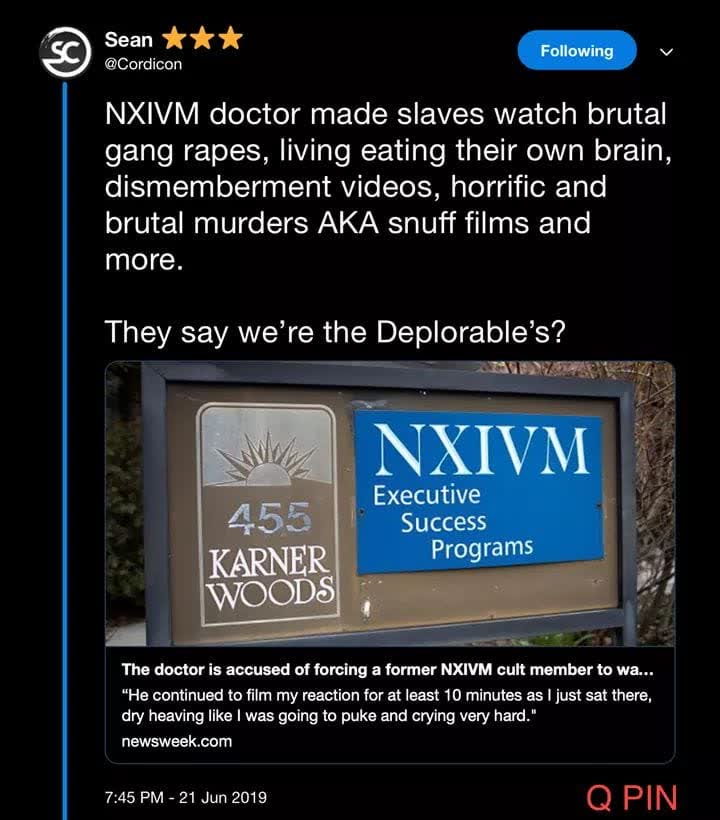 Sean ⭐⭐⭐
SC
@Cordicon
Following
NXIVM doctor made slaves watch brutal
gang rapes, living eating their own brain,
dismemberment videos, horrific and
brutal murders AKA snuff films and
more.
They say we're the Deplorable's?
455
KARNER
WOODS
NXIVM
Executive
Success
Programs
The doctor is accused of forcing a former NXIVM cult member to wa...
“He continued to film my reaction for at least 10 minutes as I just sat there,
dry heaving like I was going to puke and crying very hard."
newsweek.com
7:45 PM - 21 Jun 2019
Q PIN